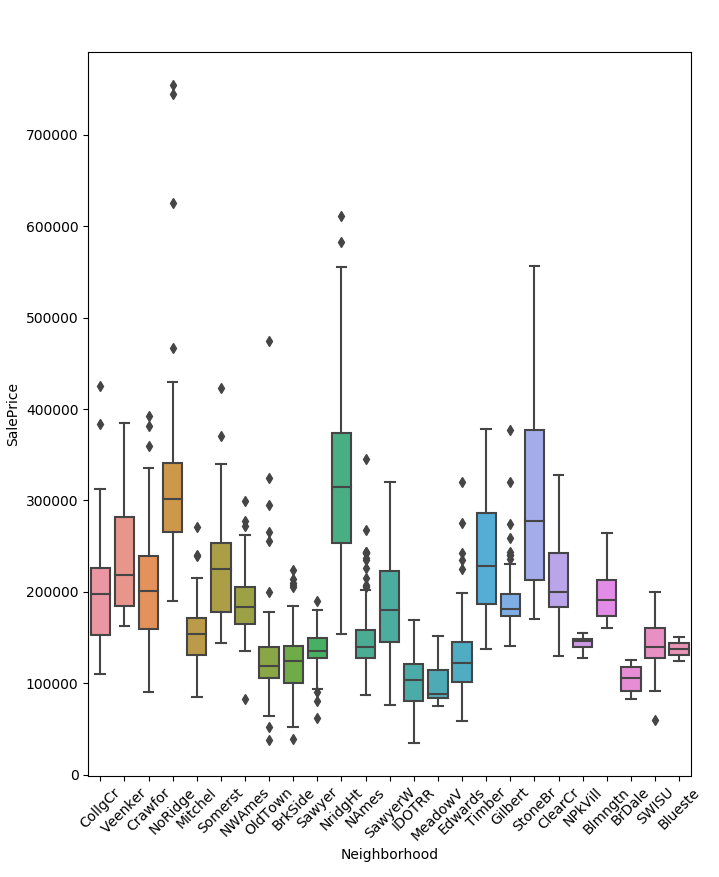 700000
600000
500000
400000
300000
200000
100000
0
SalePrice
CollgCr
Veenker
Crawfor
NoRidge
Mitchel
Somerst
NWAmes
OldTown
BrkSide
Sawyer
NridgHt
NAmes
SawyerW
IDOTRR
MeadowV
Edwards
Timber
Gilbert
StoneBr
ClearCr
NPkVill
Blmngtn
BrDale
SWISU
Blueste
Neighborhood